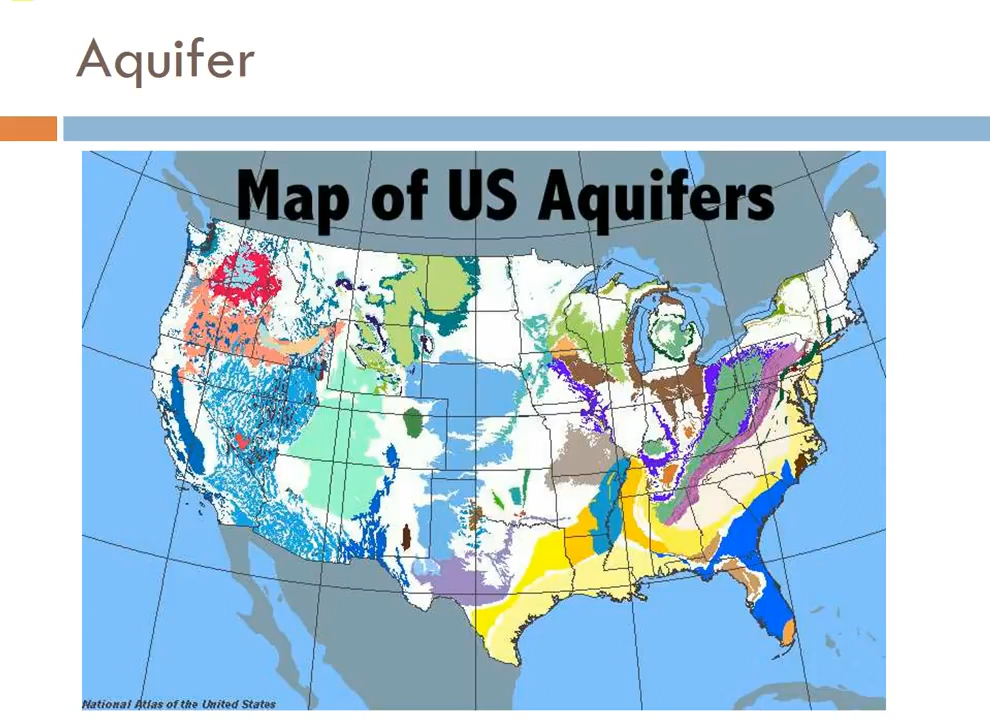 Aquifer
Map of US Aquifers
National Atlas of the United States